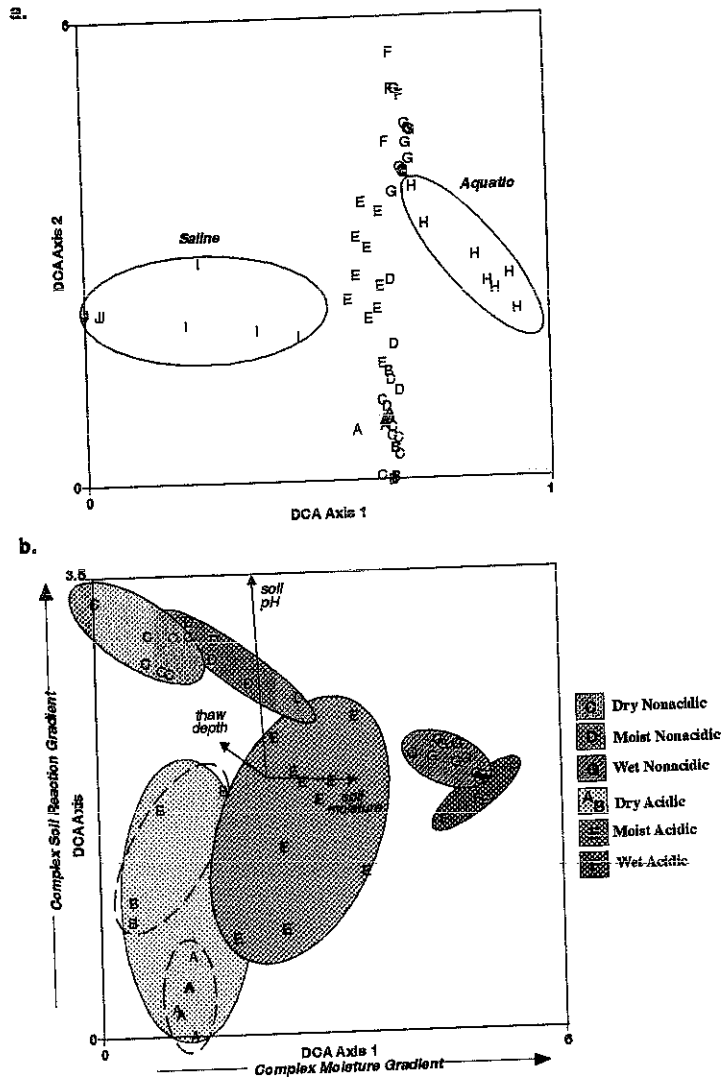 a.
6
F
F G F
G
F G
G
G
G H
E E
Aquatic
H
Saline
E E
H
I
E D
H H
E E
H H
H
JJ
E
I I I
D
E B
D D
C D
A A
C
B C
C
C B
0
0
1
DCA Axis 2
DCA Axis 1
b.
3.5
soil
pH
C
C
C
C C
E
thaw
depth
E
E E E
E
soil
moisture
B
E
E
B
B
E E
A
A
A
A
G
0
0
6
DCA Axis
Complex Soil Reaction Gradient
DCA Axis 1
Complex Moisture Gradient
C Dry Nonacidic
D Moist Nonacidic
G Wet Nonacidic
A B Dry Acidic
E Moist Acidic
Wet Acidic